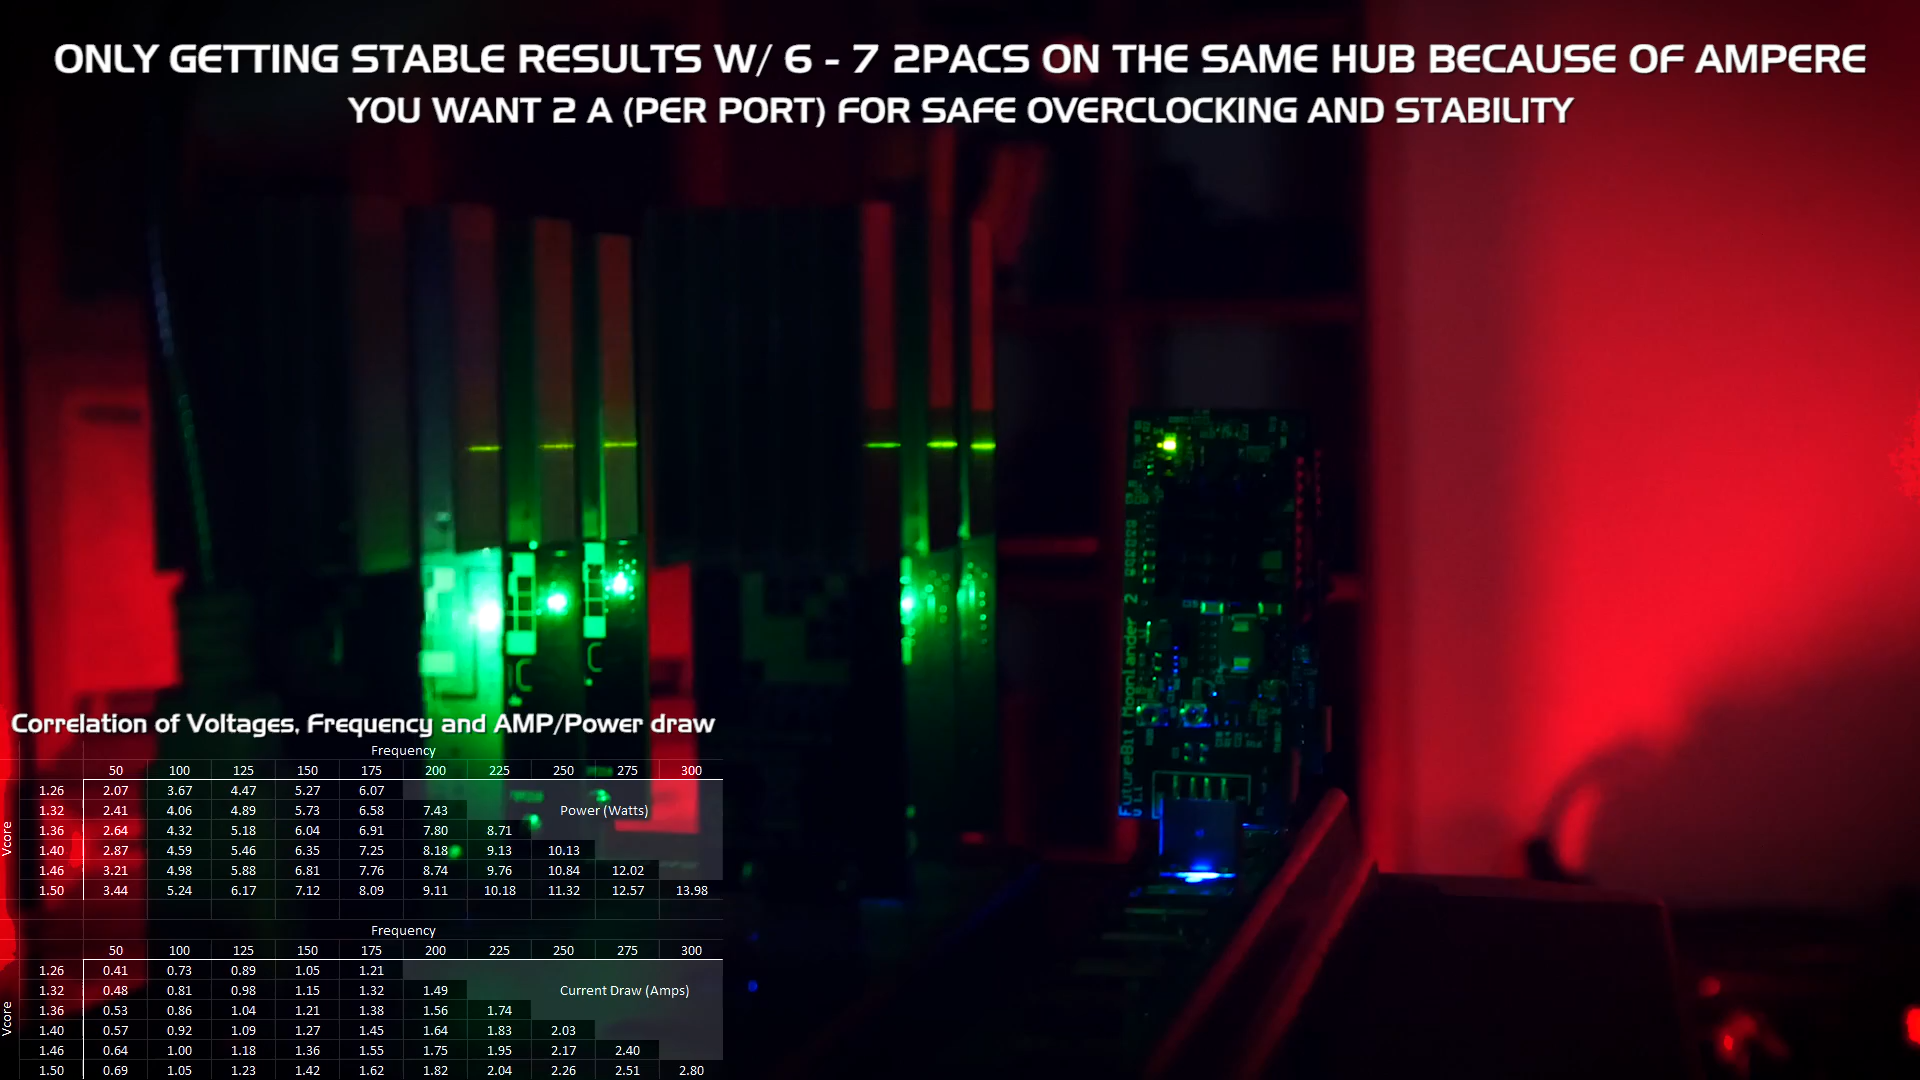 ONLY GETTING STABLE RESULTS W/ 6 - 7 2PACS ON THE SAME HUB BECAUSE OF AMPERE
YOU WANT 2 A (PER PORT) FOR SAFE OVERCLOCKING AND STABILITY
FutureBit MoonLander 2
V 1.1
Correlation of Voltages, Frequency and AMP/Power draw
Frequency
50 100 125 150 175 200 225 250 275 300
1.26 2.07 3.67 4.47 5.27 6.07
1.32 2.41 4.06 4.89 5.73 6.58 7.43 Power (Watts)
1.36 2.64 4.32 5.18 6.04 6.91 7.80 8.71
Vcore
1.40 2.87 4.59 5.46 6.35 7.25 8.18 9.13 10.13
1.46 3.21 4.98 5.88 6.81 7.76 8.74 9.76 10.84 12.02
1.50 3.44 5.24 6.17 7.12 8.09 9.11 10.18 11.32 12.57 13.98
Frequency
50 100 125 150 175 200 225 250 275 300
1.26 0.41 0.73 0.89 1.05 1.21
1.32 0.48 0.81 0.98 1.15 1.32 1.49 Current Draw (Amps)
1.36 0.53 0.86 1.04 1.21 1.38 1.56 1.74
Vcore
1.40 0.57 0.92 1.09 1.27 1.45 1.64 1.83 2.03
1.46 0.64 1.00 1.18 1.36 1.55 1.75 1.95 2.17 2.40
1.50 0.69 1.05 1.23 1.42 1.62 1.82 2.04 2.26 2.51 2.80